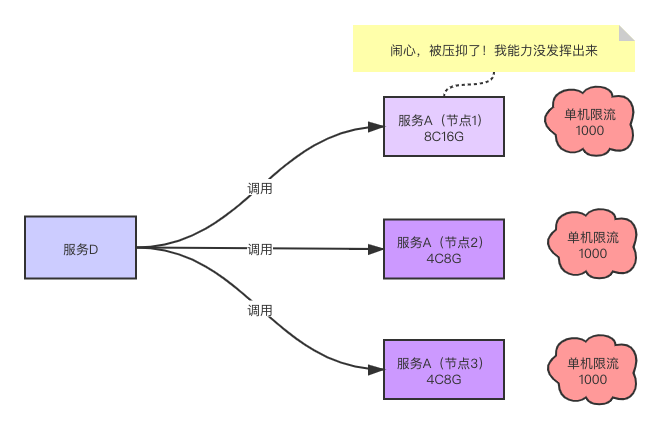 闹心，被压抑了！我能力没发挥出来
服务A（节点1）
8C16G
单机限流
1000
调用
服务D
调用
服务A（节点2）
4C8G
单机限流
1000
调用
服务A（节点3）
4C8G
单机限流
1000